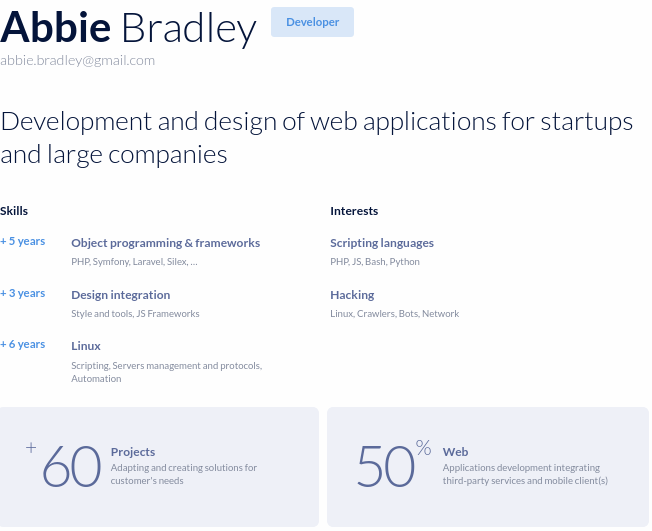 Abbie Bradley
Developer
abbie.bradley@gmail.com
Development and design of web applications for startups
and large companies
Skills
+ 5 years
Object programming & frameworks
PHP, Symfony, Laravel, Silex, ...
+ 3 years
Design integration
Style and tools, JS Frameworks
+ 6 years
Linux
Scripting, Servers management and protocols,
Automation
Interests
Scripting languages
PHP, JS, Bash, Python
Hacking
Linux, Crawlers, Bots, Network
+60
Projects
Adapting and creating solutions for
customer's needs
50%
Web
Applications development integrating
third-party services and mobile client(s)